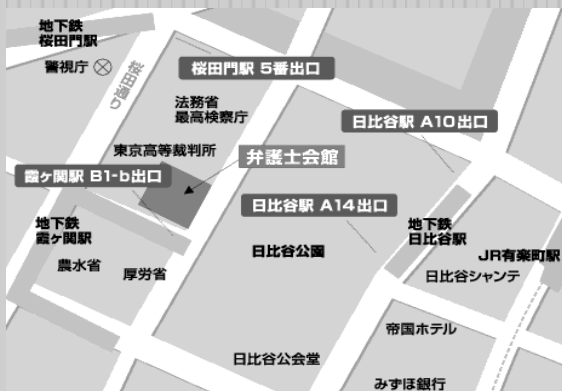 地下鉄
桜田門駅
警視庁
桜田通り
桜田門駅 5番出口
法務省
最高検察庁
日比谷駅 A10出口
東京高等裁判所
弁護士会館
霞ヶ関駅 B1-b出口
日比谷駅 A14出口
地下鉄
霞ヶ関駅
地下鉄
日比谷駅
農水省
厚労省
日比谷公園
JR有楽町駅
日比谷シャンテ
帝国ホテル
日比谷公会堂
みずほ銀行